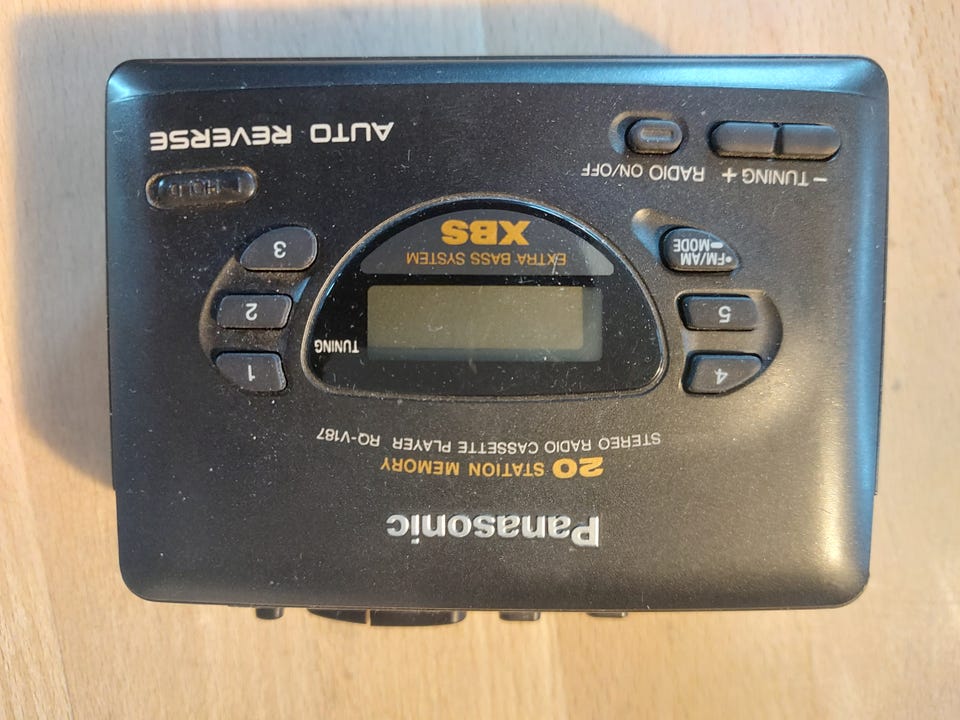 Panasonic
20 STATION MEMORY
STEREO RADIO CASSETTE PLAYER RQ-V187
4
1
TUNING
5
2
EXTRA BASS SYSTEM
XBS
•FM/AM
–MODE
3
HOLD
– TUNING +
RADIO ON/OFF
AUTO REVERSE